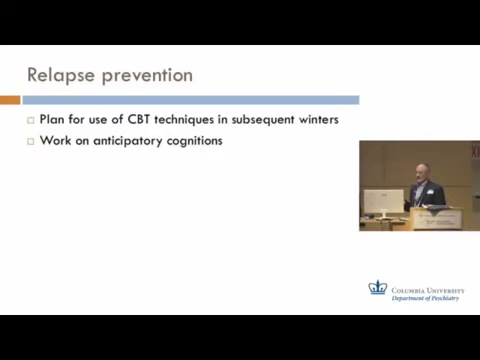 Relapse prevention
Plan for use of CBT techniques in subsequent winters
Work on anticipatory cognitions
COLUMBIA UNIVERSITY
Department of Psychiatry